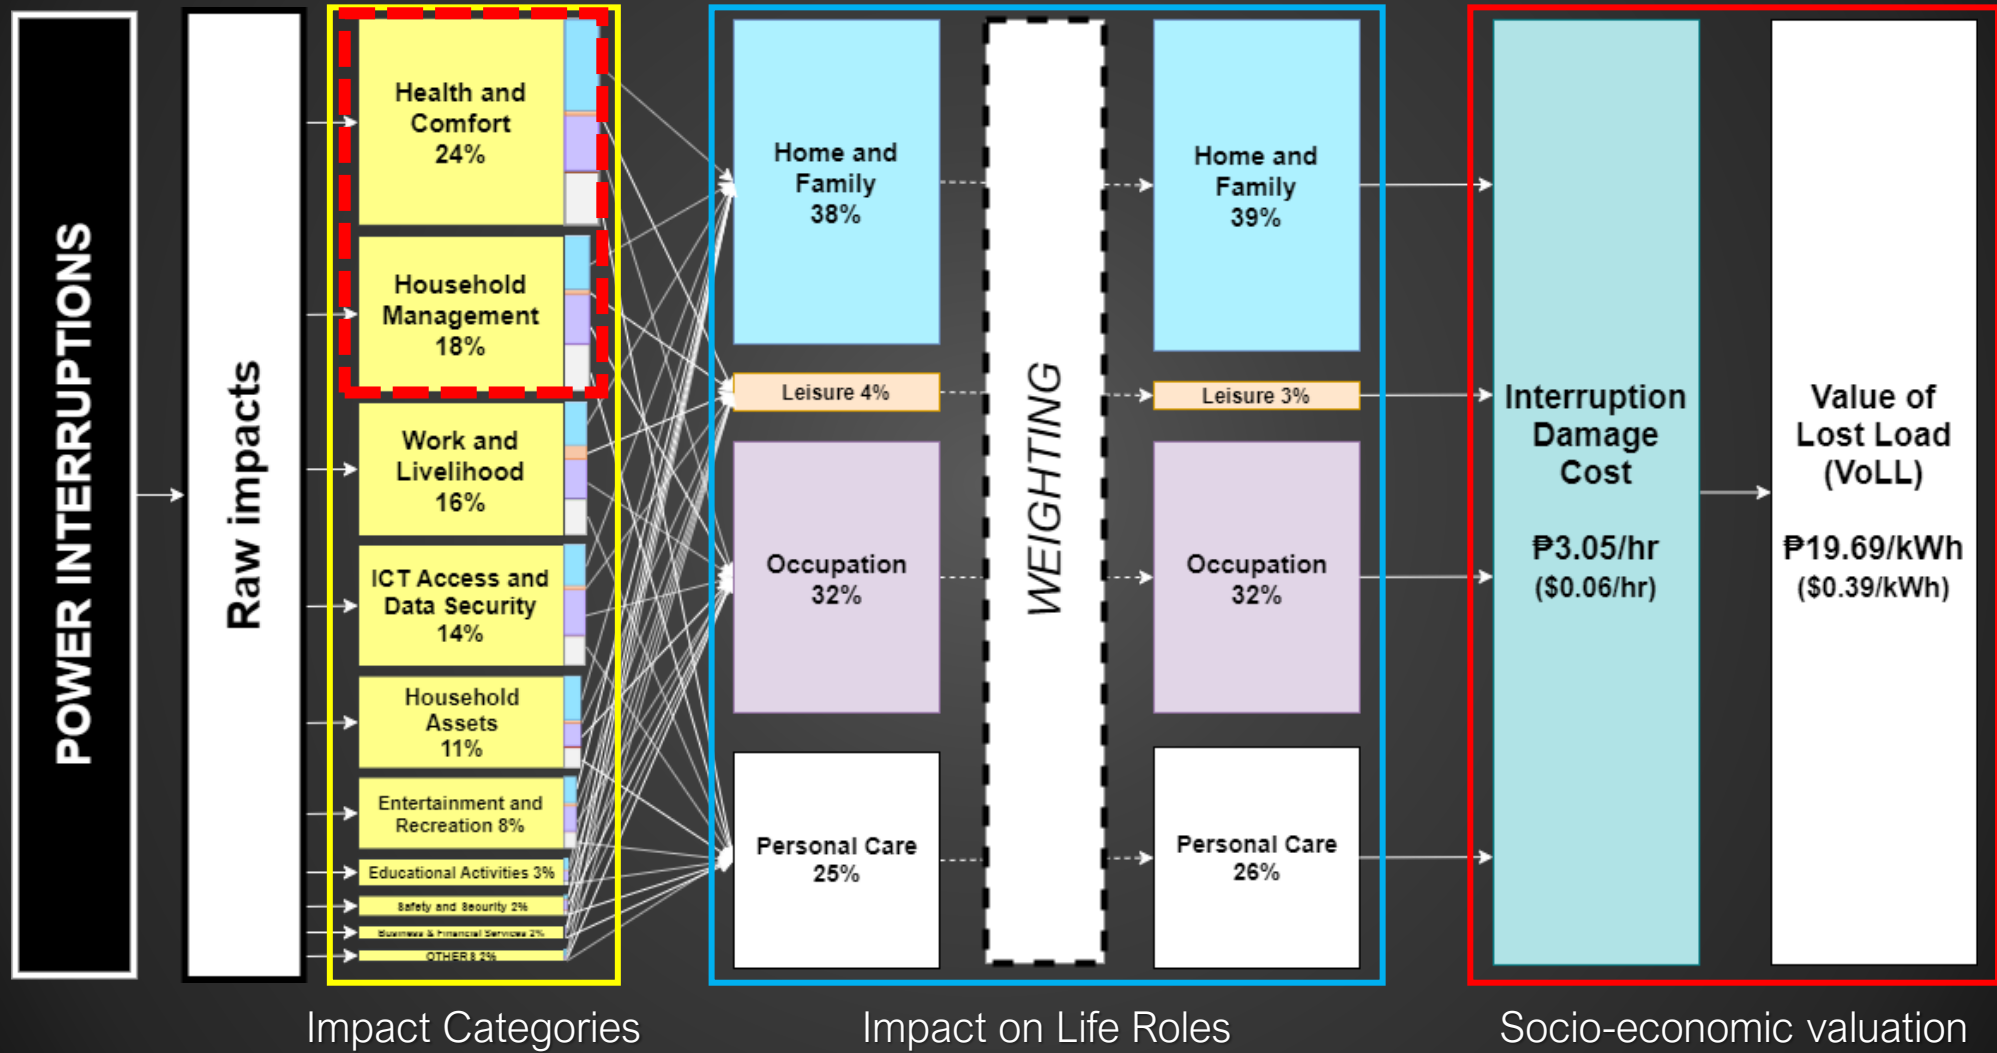 POWER INTERRUPTIONS
Raw impacts
Health and
Comfort
24%
Household
Management
18%
Work and
Livelihood
16%
ICT Access and
Data Security
14%
Household
Assets
11%
Entertainment and
Recreation 8%
Educational Activities 3%
Safety and Security 2%
Business & Financial Services 2%
OTHERS 2%
Home and
Family
38%
Leisure 4%
Occupation
32%
Personal Care
25%
WEIGHTING
Home and
Family
39%
Leisure 3%
Occupation
32%
Personal Care
26%
Interruption
Damage
Cost
₱3.05/hr
($0.06/hr)
Value of
Lost Load
(VoLL)
₱19.69/kWh
($0.39/kWh)
Impact Categories
Impact on Life Roles
Socio-economic valuation